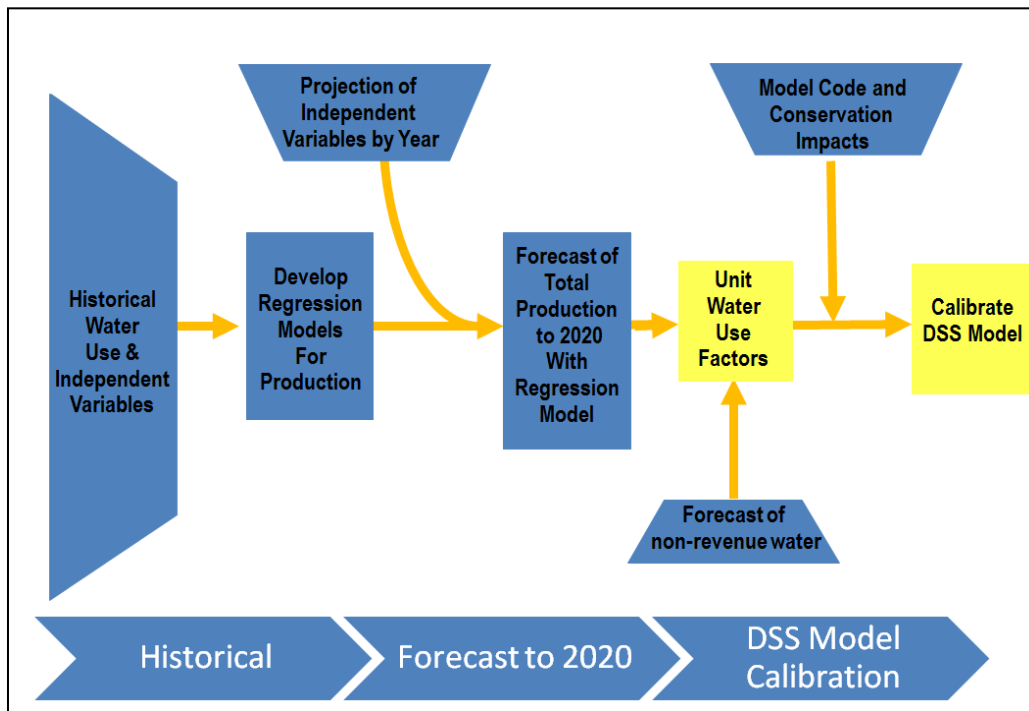 Projection of
Independent
Variables by Year
Model Code and
Conservation
Impacts
Historical
Water
Use &
Independent
Variables
Develop
Regression
Models
For
Production
Forecast of
Total
Production
to 2020
With
Regression
Model
Unit
Water
Use
Factors
Calibrate
DSS Model
Forecast of
non-revenue water
Historical
Forecast to 2020
DSS Model
Calibration